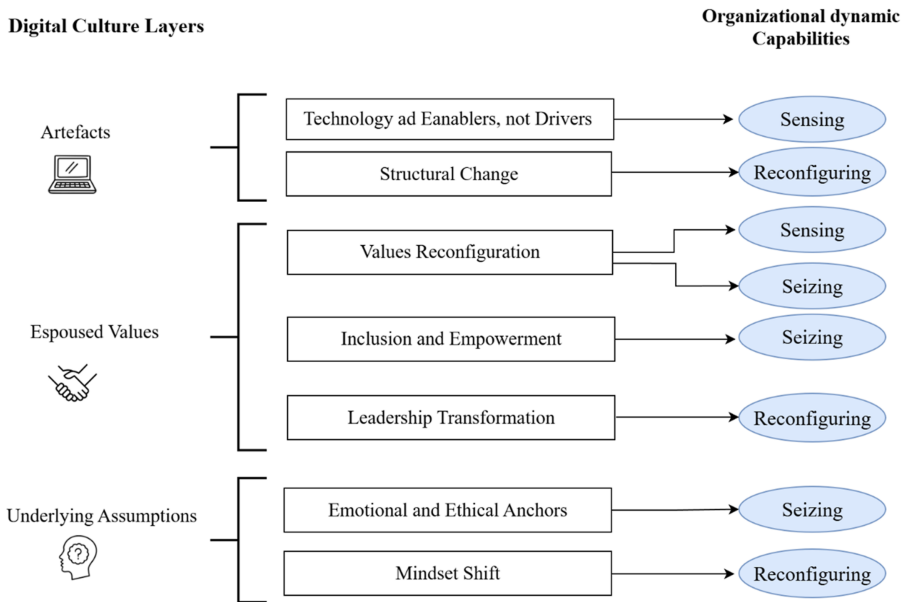 Digital Culture Layers
Organizational dynamic
Capabilities
Artefacts
Technology ad Eanablers, not Drivers
Sensing
Structural Change
Reconfiguring
Espoused Values
Values Reconfiguration
Sensing
Seizing
Inclusion and Empowerment
Seizing
Leadership Transformation
Reconfiguring
Underlying Assumptions
?
Emotional and Ethical Anchors
Seizing
Mindset Shift
Reconfiguring